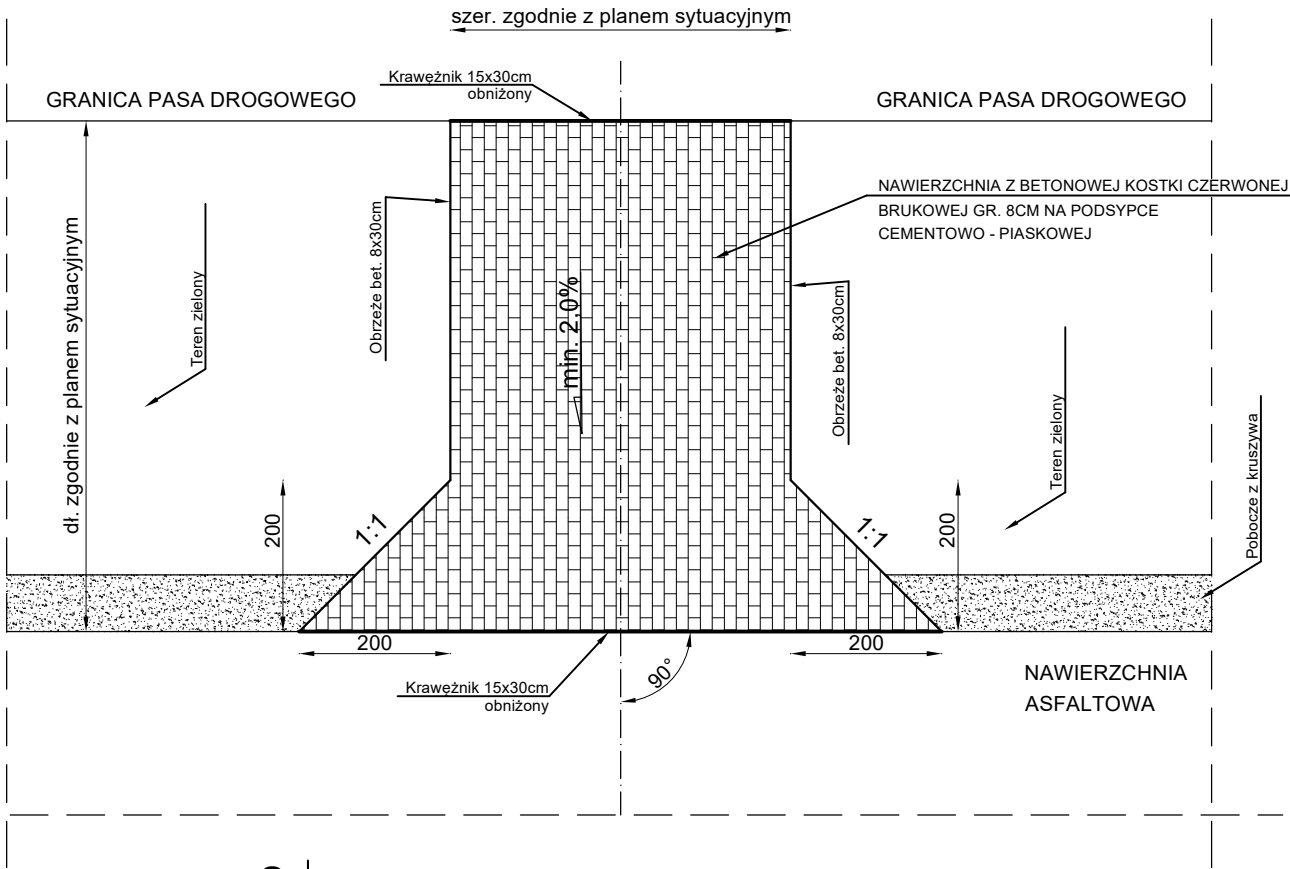 szer. zgodnie z planem sytuacyjnym
Krawężnik 15x30cm
obniżony
GRANICA PASA DROGOWEGO
GRANICA PASA DROGOWEGO
NAWIERZCHNIA Z BETONOWEJ KOSTKI CZERWONEJ
BRUKOWEJ GR. 8CM NA PODSYPCE
CEMENTOWO - PIASKOWEJ
dł. zgodnie z planem sytuacyjnym
Teren zielony
Obrzeże bet. 8x30cm
min. 2,0%
Obrzeże bet. 8x30cm
Teren zielony
Pobocze z kruszywa
200
1:1
1:1
200
200
200
90°
Krawężnik 15x30cm
obniżony
NAWIERZCHNIA
ASFALTOWA